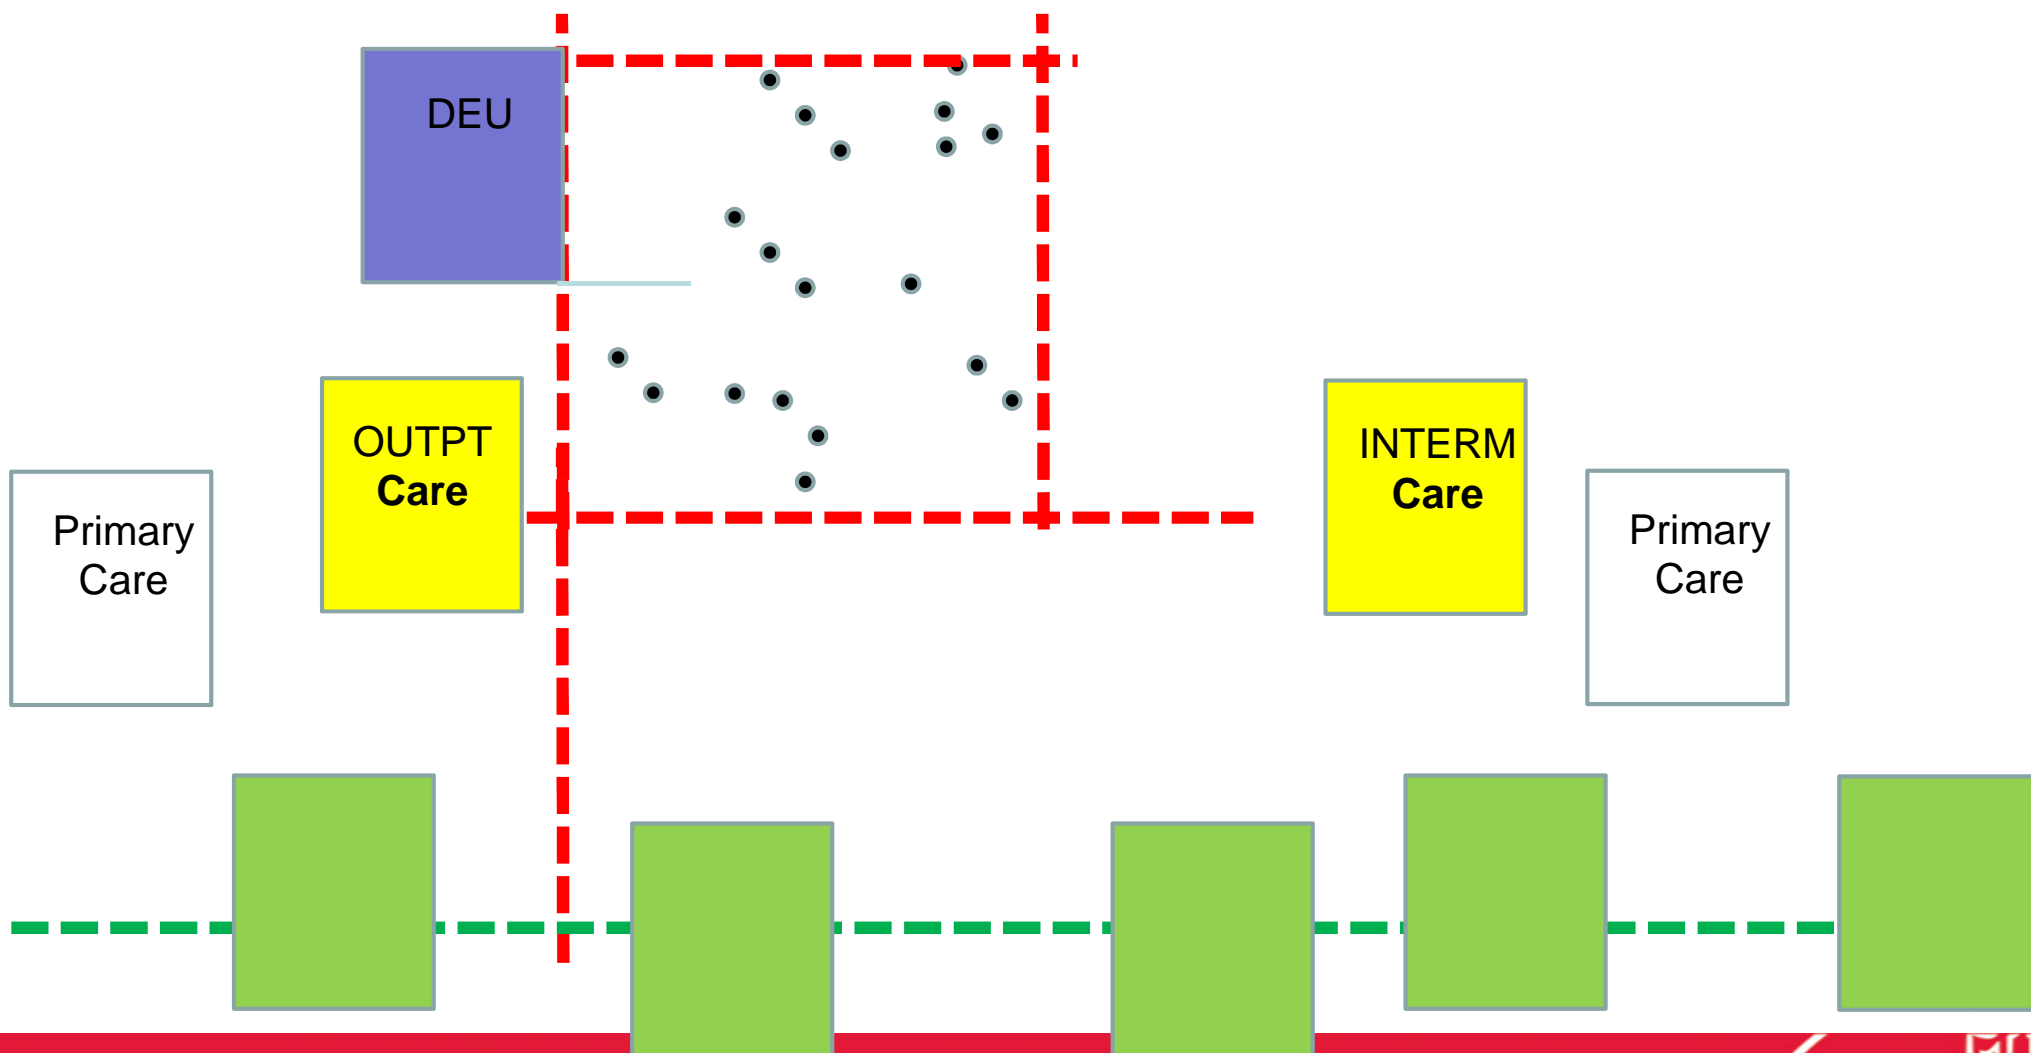 DEU
OUTPT
Care
INTERM
Care
Primary
Care
Primary
Care